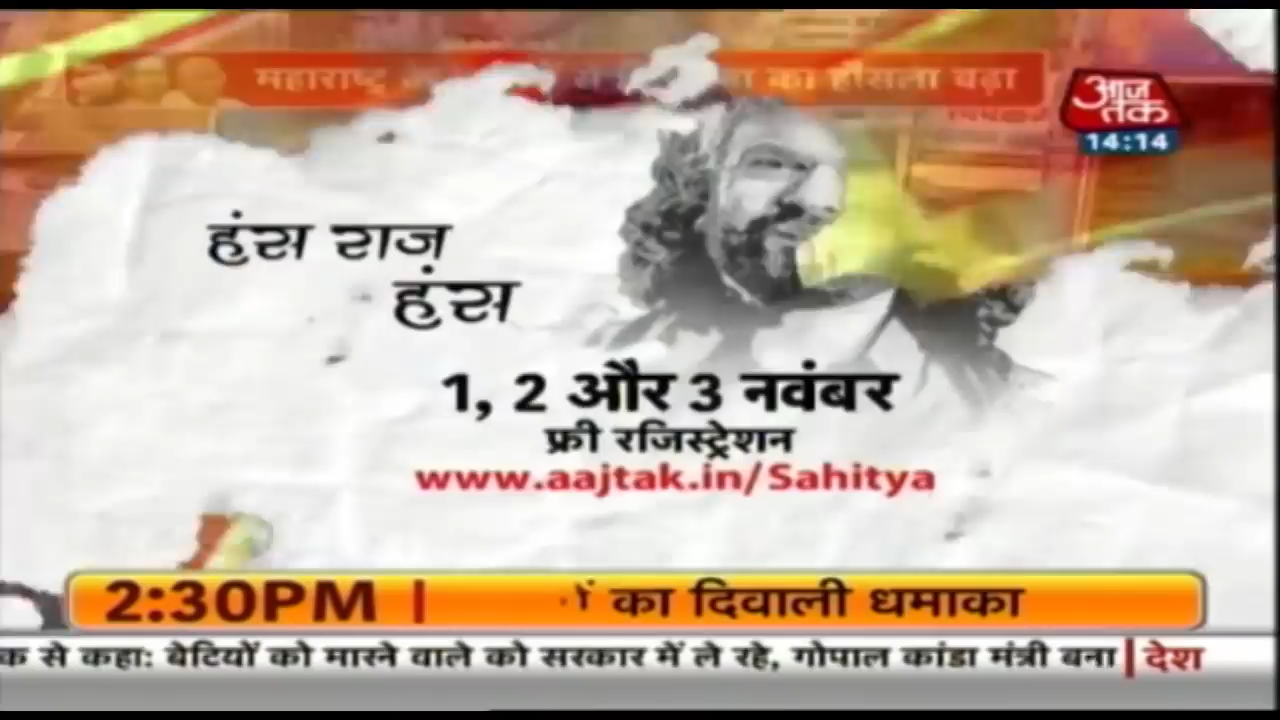 महाराष्ट्र का हौसला बढ़ा
आज
तक
14:14
हंस राज
हंस
1, 2 और 3 नवंबर
फ्री रजिस्ट्रेशन
www.aajtak.in/Sahitya
2:30PM | का दिवाली धमाका
क से कहा: बेटियों को मारने वाले को सरकार में ले रहे, गोपाल कांडा मंत्री बना | देश